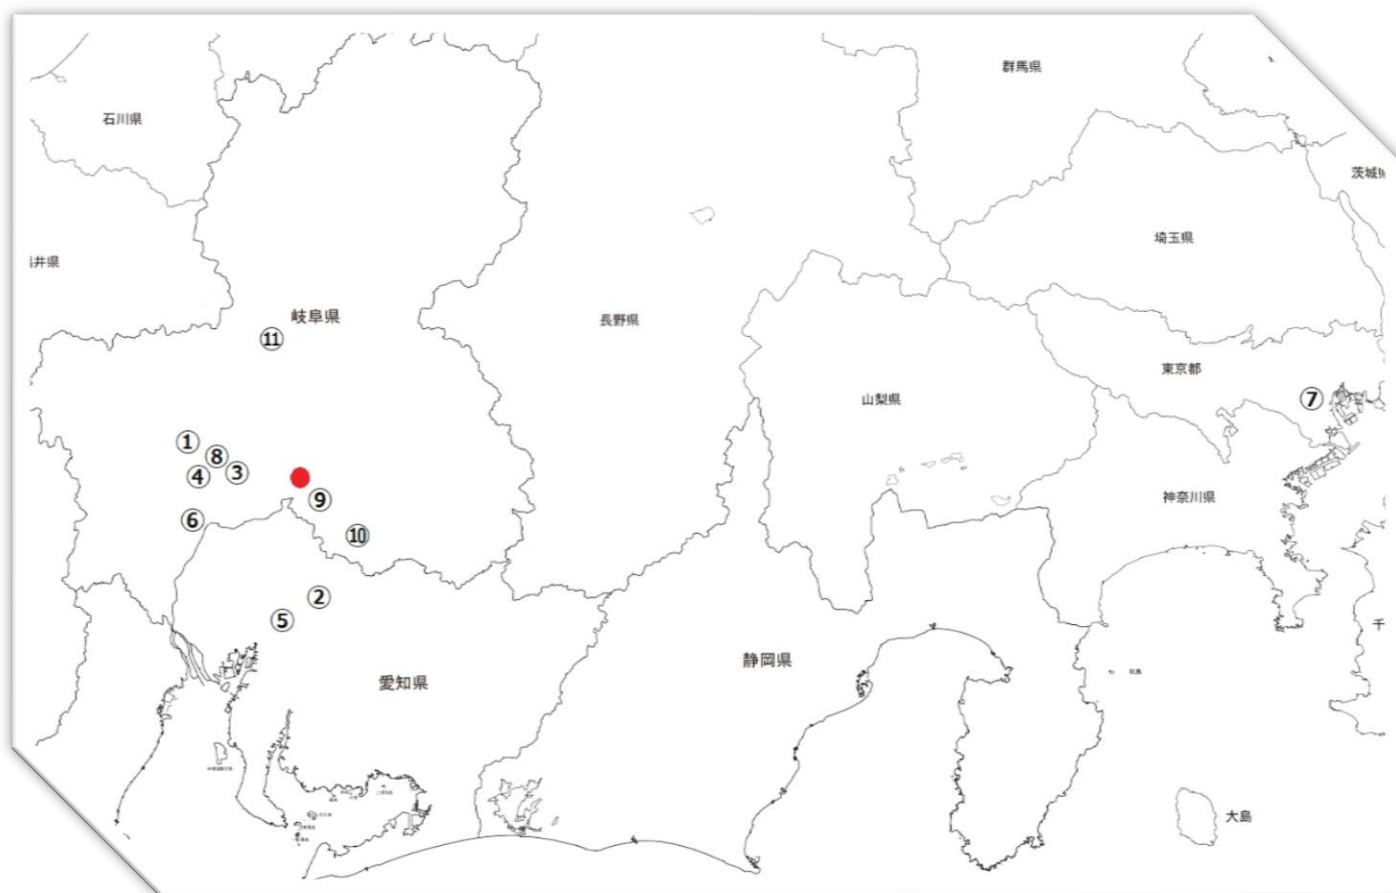 群馬県
石川県
茨城県
埼玉県
井県
岐阜県
長野県
⑪
東京都
山梨県
⑦
①
⑧
④
③
⑨
神奈川県
⑥
⑩
②
⑤
千
静岡県
愛知県
大島